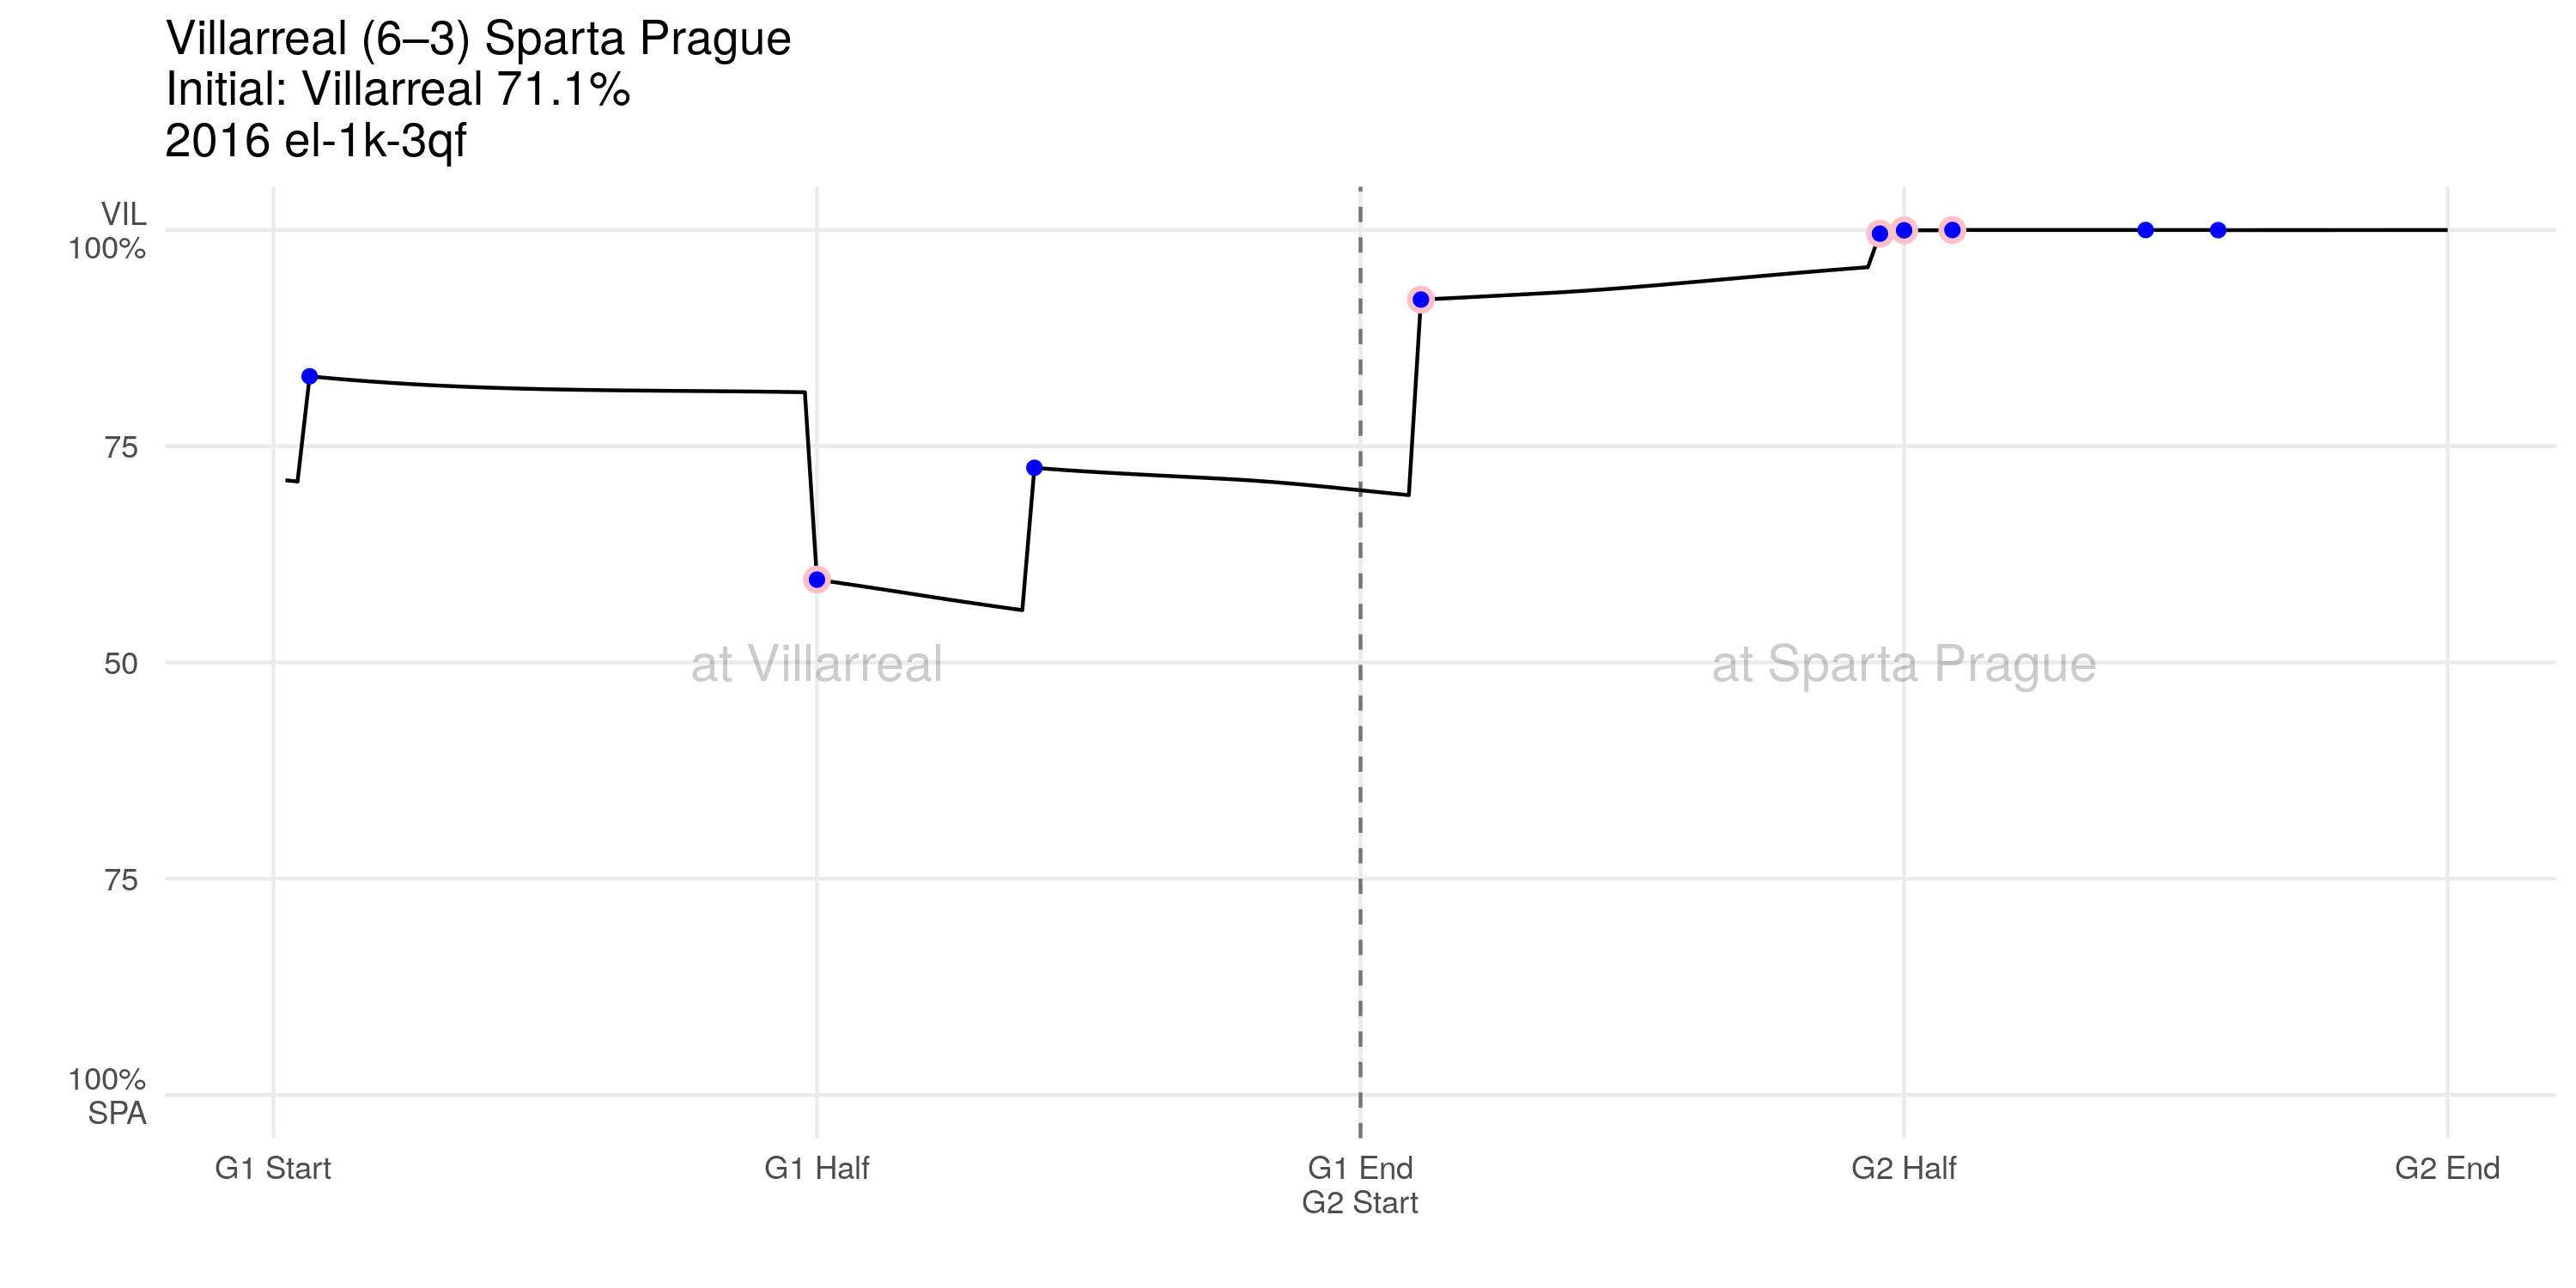 Villarreal (6–3) Sparta Prague
Initial: Villarreal 71.1%
2016 el-1k-3qf
VIL
100%
75
50
75
100%
SPA
at Villarreal
at Sparta Prague
G1 Start
G1 Half
G1 End
G2 Start
G2 Half
G2 End